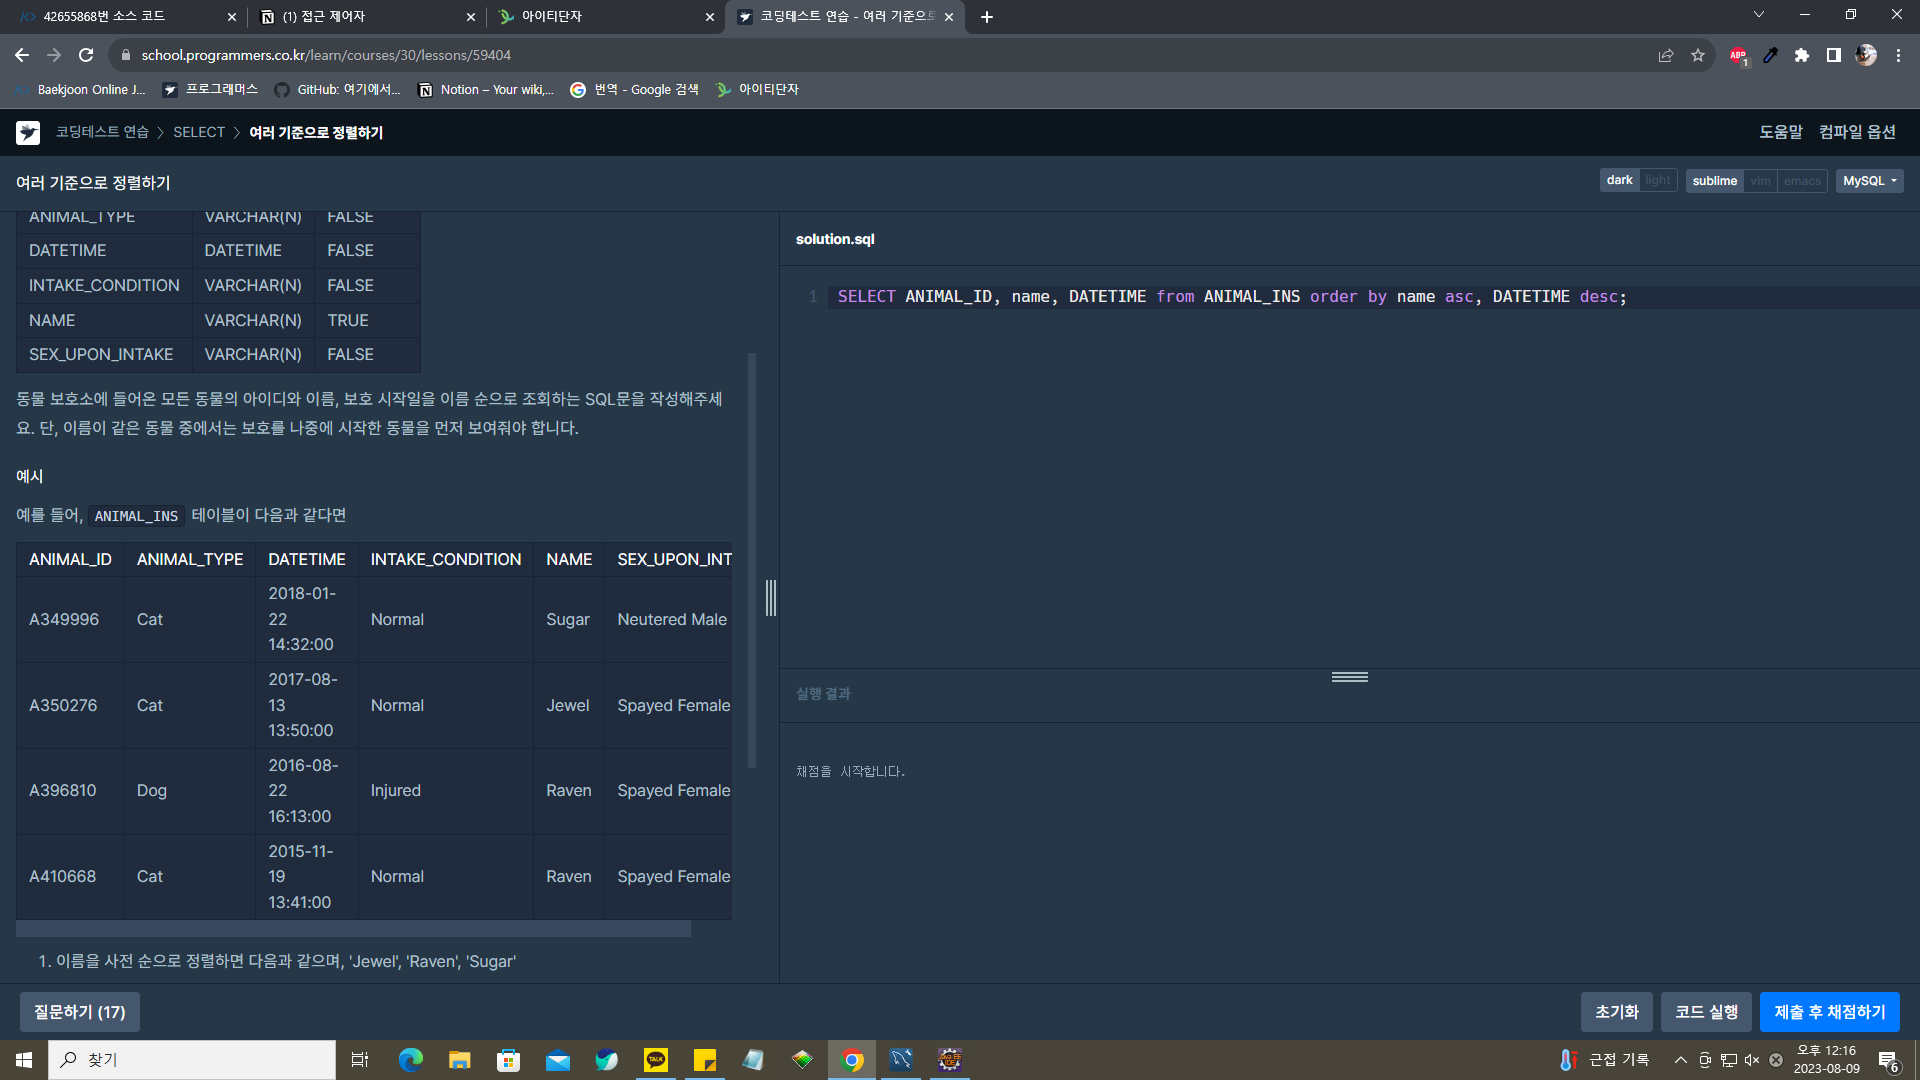 42655868번 소스 코드
(1) 접근 제어자
아이티단자
코딩테스트 연습 - 여러 기준으로
school.programmers.co.kr/learn/courses/30/lessons/59404
ABP
1
Baekjoon Online J...
프로그래머스
GitHub: 여기에서...
Notion – Your wiki,...
번역 - Google 검색
아이티단자
코딩테스트 연습
SELECT
여러 기준으로 정렬하기
도움말
컴파일 옵션
여러 기준으로 정렬하기
dark
light
sublime
vim
emacs
MySQL
ANIMAL_TYPE VARCHAR(N) FALSE
DATETIME DATETIME FALSE
INTAKE_CONDITION VARCHAR(N) FALSE
NAME VARCHAR(N) TRUE
SEX_UPON_INTAKE VARCHAR(N) FALSE
동물 보호소에 들어온 모든 동물의 아이디와 이름, 보호 시작일을 이름 순으로 조회하는 SQL문을 작성해주세
요. 단, 이름이 같은 동물 중에서는 보호를 나중에 시작한 동물을 먼저 보여줘야 합니다.
예시
예를 들어, ANIMAL_INS 테이블이 다음과 같다면
ANIMAL_ID ANIMAL_TYPE DATETIME INTAKE_CONDITION NAME SEX_UPON_INT
A349996 Cat 2018-01-22 14:32:00 Normal Sugar Neutered Male
A350276 Cat 2017-08-13 13:50:00 Normal Jewel Spayed Female
A396810 Dog 2016-08-22 16:13:00 Injured Raven Spayed Female
A410668 Cat 2015-11-19 13:41:00 Normal Raven Spayed Female
1. 이름을 사전 순으로 정렬하면 다음과 같으며, 'Jewel', 'Raven', 'Sugar'
solution.sql
1 SELECT ANIMAL_ID, name, DATETIME from ANIMAL_INS order by name asc, DATETIME desc;
실행 결과
채점을 시작합니다.
질문하기 (17)
초기화
코드 실행
제출 후 채점하기
찾기
TALK
근접 기록
오후 12:16
2023-08-09
6